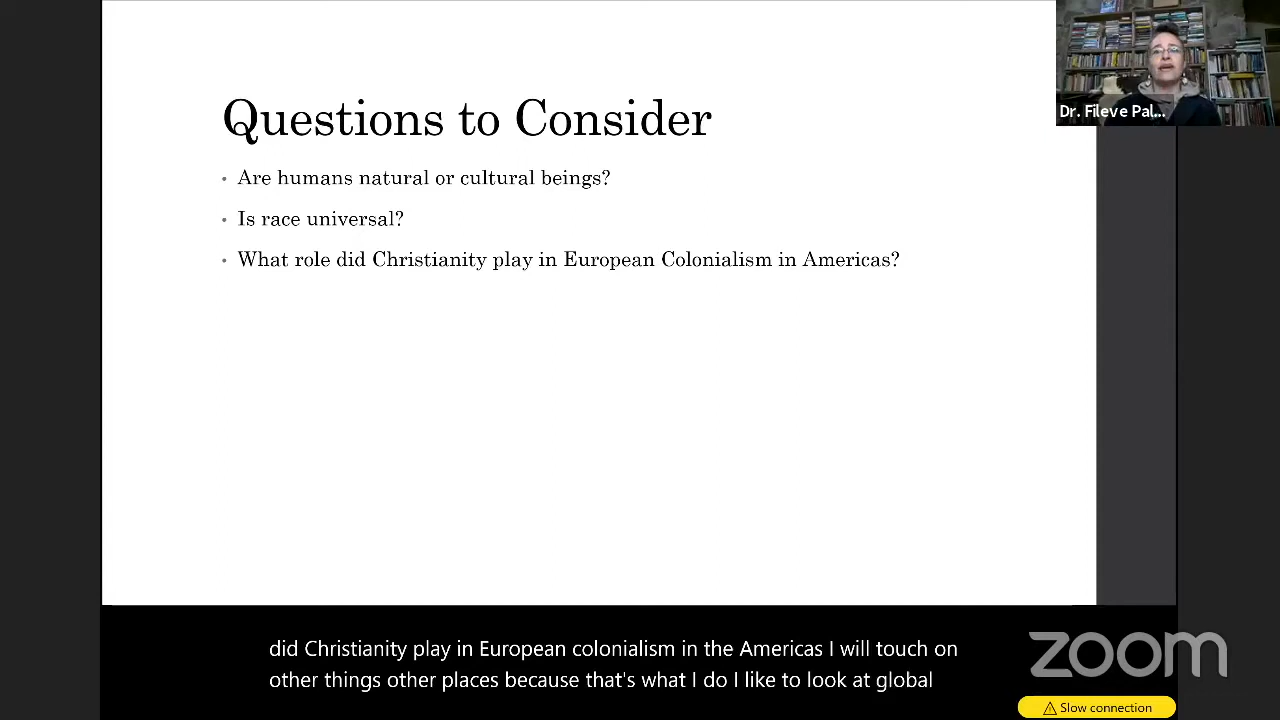 Questions to Consider
• Are humans natural or cultural beings?
• Is race universal?
• What role did Christianity play in European Colonialism in Americas?
Dr. Fileve Pal...
did Christianity play in European colonialism in the Americas I will touch on
other things other places because that's what I do I like to look at global
zoom
Slow connection